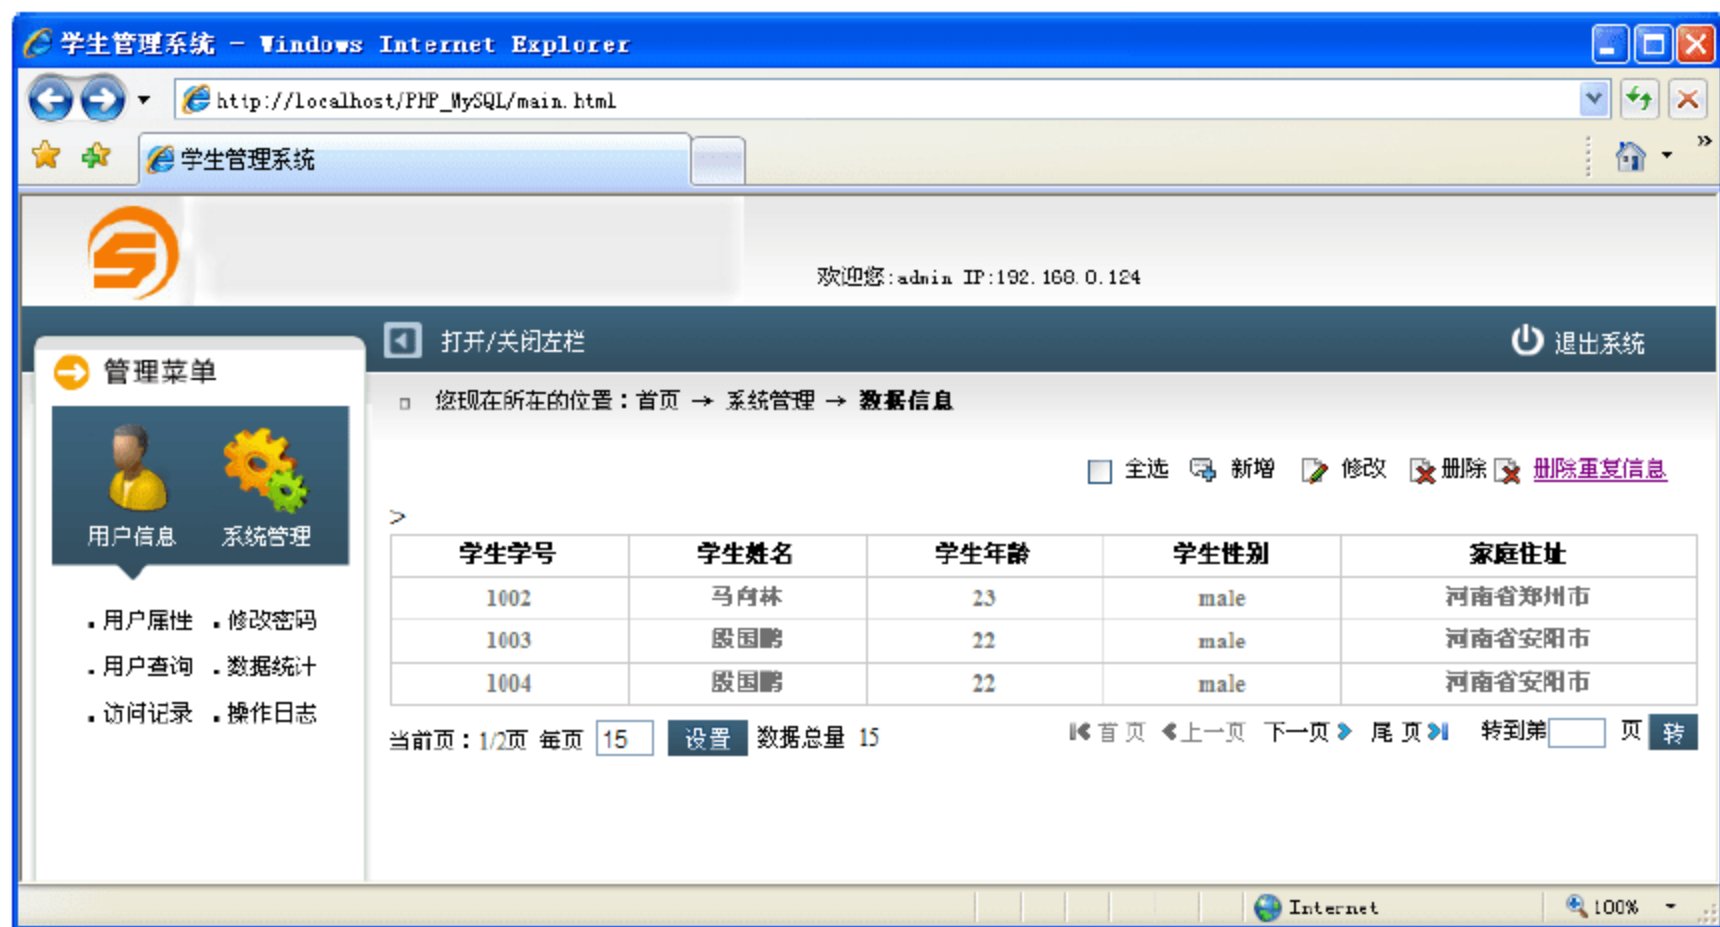 学生管理系统 - Windows Internet Explorer
http://localhost/PHP_MySQL/main.html
学生管理系统
欢迎您:admin IP:192.168.0.124
打开/关闭左栏 退出系统
管理菜单
您现在所在的位置：首页 → 系统管理 → 数据信息
用户信息 系统管理
全选 新增 修改 删除 删除重复信息
>
学生学号 学生姓名 学生年龄 学生性别 家庭住址
1002 马向林 23 male 河南省郑州市
1003 殷国鹏 22 male 河南省安阳市
1004 殷国鹏 22 male 河南省安阳市
用户属性 修改密码
用户查询 数据统计
访问记录 操作日志
当前页：1/2页 每页 15 设置 数据总量 15 首页 上一页 下一页 尾页 转到第 页 转
Internet 100%